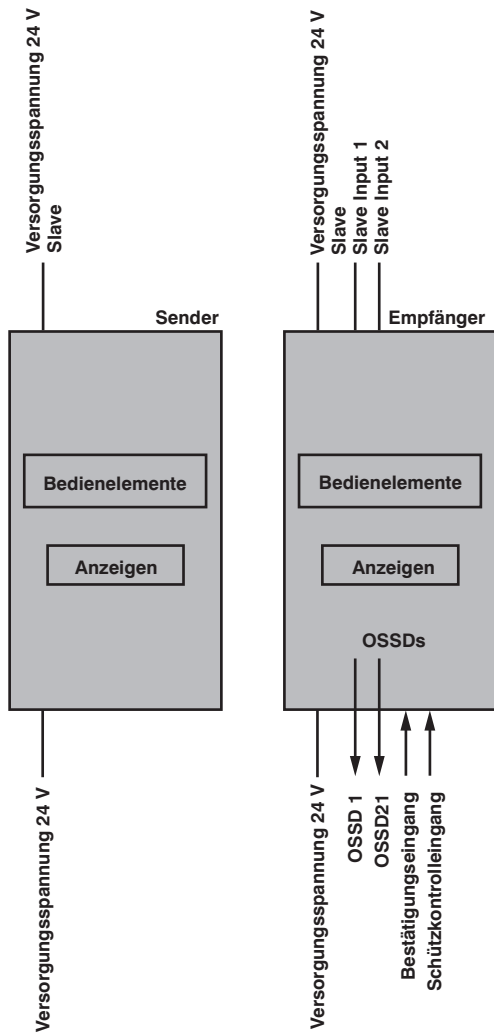 Versorgungsspannung 24 V
Slave
Versorgungsspannung 24 V
Slave
Slave Input 1
Slave Input 2
Sender
Empfänger
Bedienelemente
Bedienelemente
Anzeigen
Anzeigen
OSSDs
Versorgungsspannung 24 V
Versorgungsspannung 24 V
OSSD 1
OSSD21
Bestätigungseingang
Schützkontrolleingang